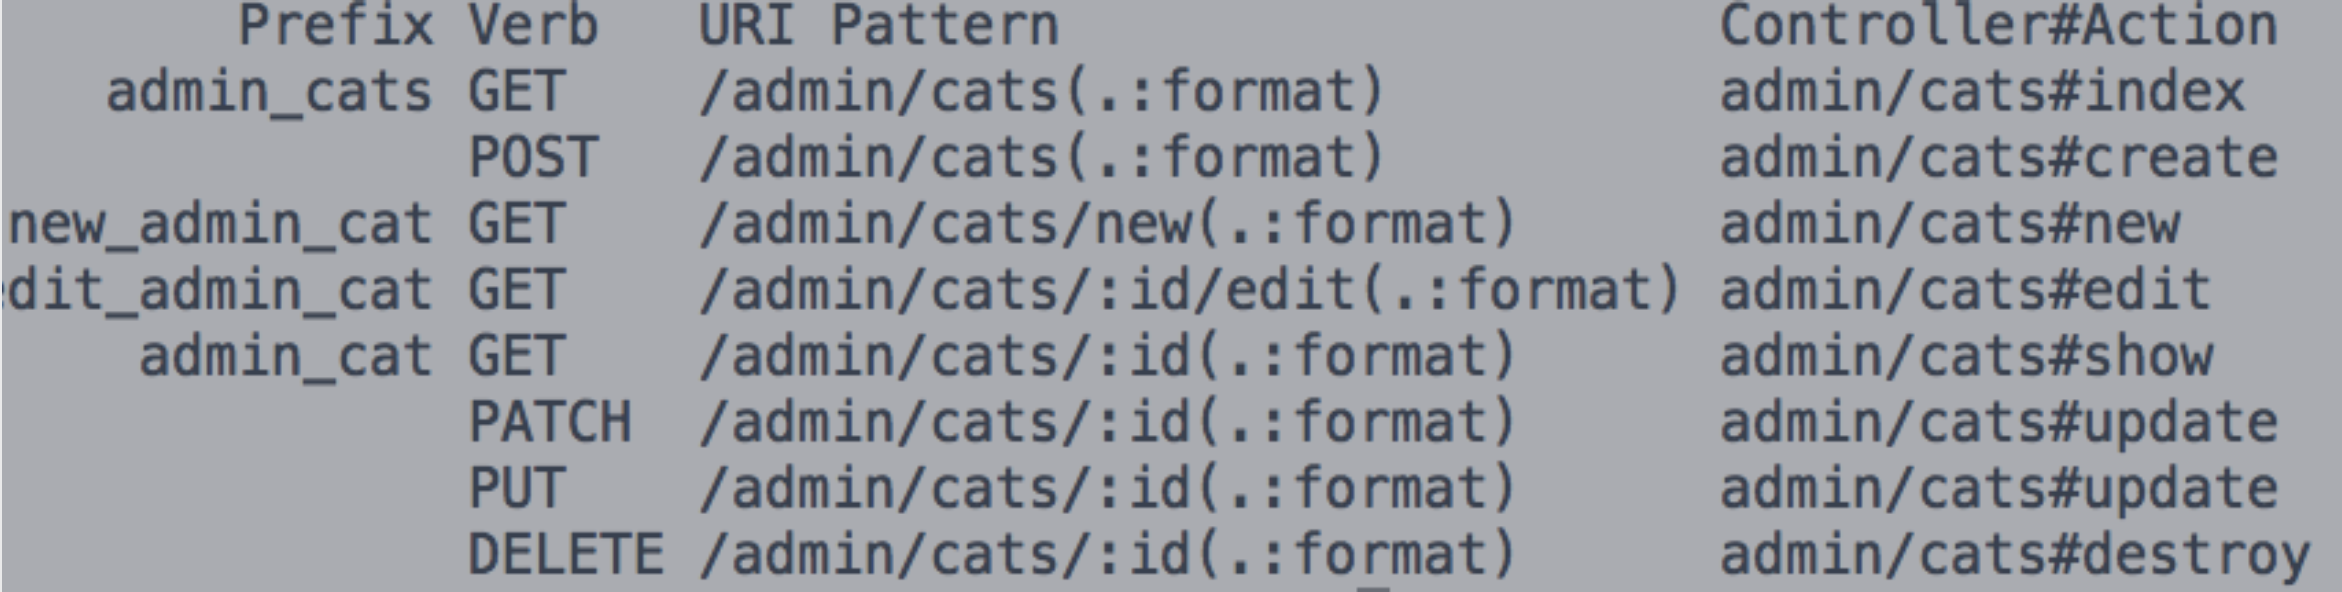 Prefix Verb URI Pattern Controller#Action
admin_cats GET /admin/cats(.:format) admin/cats#index
POST /admin/cats(.:format) admin/cats#create
new_admin_cat GET /admin/cats/new(.:format) admin/cats#new
dit_admin_cat GET /admin/cats/:id/edit(.:format) admin/cats#edit
admin_cat GET /admin/cats/:id(.:format) admin/cats#show
PATCH /admin/cats/:id(.:format) admin/cats#update
PUT /admin/cats/:id(.:format) admin/cats#update
DELETE /admin/cats/:id(.:format) admin/cats#destroy